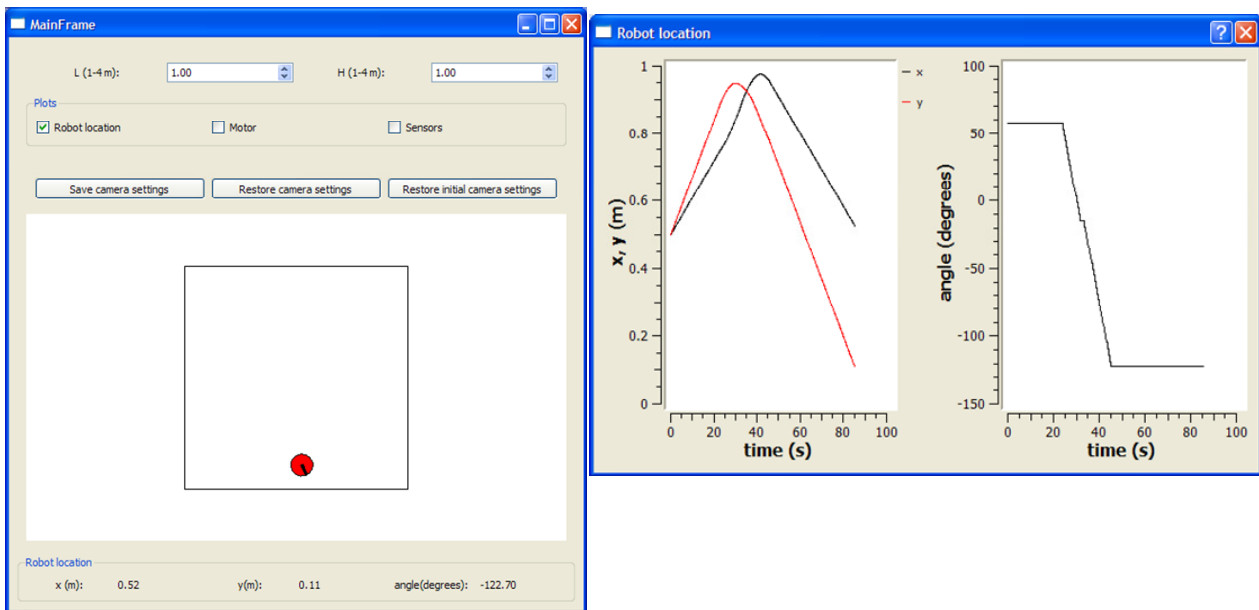 MainFrame
L (1-4 m): 1.00 H (1-4 m): 1.00
Plots
Robot location Motor Sensors
Save camera settings Restore camera settings Restore initial camera settings
Robot location
x (m): 0.52 y(m): 0.11 angle(degrees): -122.70
Robot location
x, y (m)
1
0.8
0.6
0.4
0.2
0
0 20 40 60 80 100
time (s)
x
y
angle (degrees)
100
50
0
-50
-100
-150
0 20 40 60 80 100
time (s)